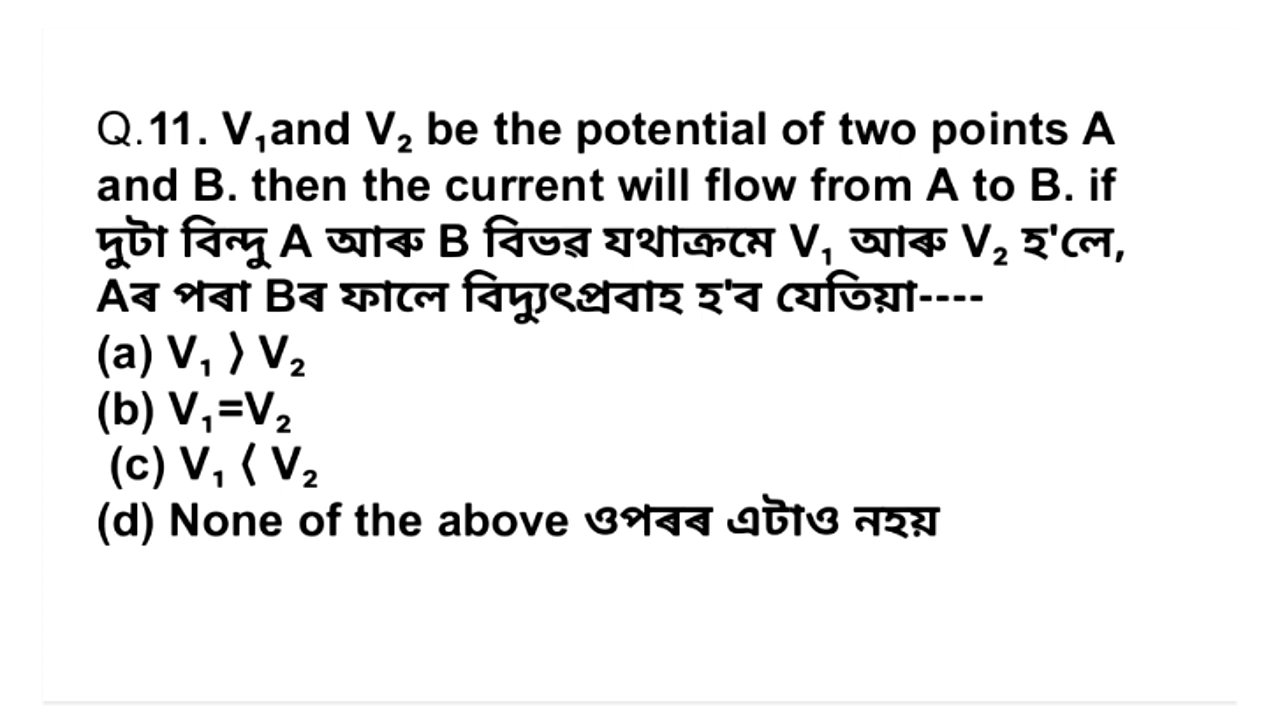 Q.11. V₁and V₂ be the potential of two points A
and B. then the current will flow from A to B. if
দুটা বিন্দু A আৰু B বিভৱ যথাক্ৰমে V₁ আৰু V₂ হ'লে,
Aৰ পৰা Bৰ ফালে বিদ্যুৎপ্ৰবাহ হ'ব যেতিয়া----
(a) V₁ ⟩ V₂
(b) V₁=V₂
(c) V₁ ⟨ V₂
(d) None of the above ওপৰৰ এটাও নহয়